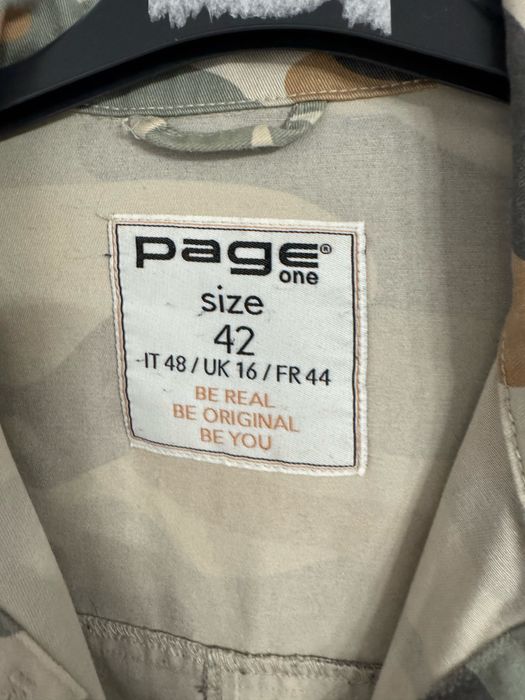 page®
one
size
42
IT 48 / UK 16 / FR 44
BE REAL
BE ORIGINAL
BE YOU